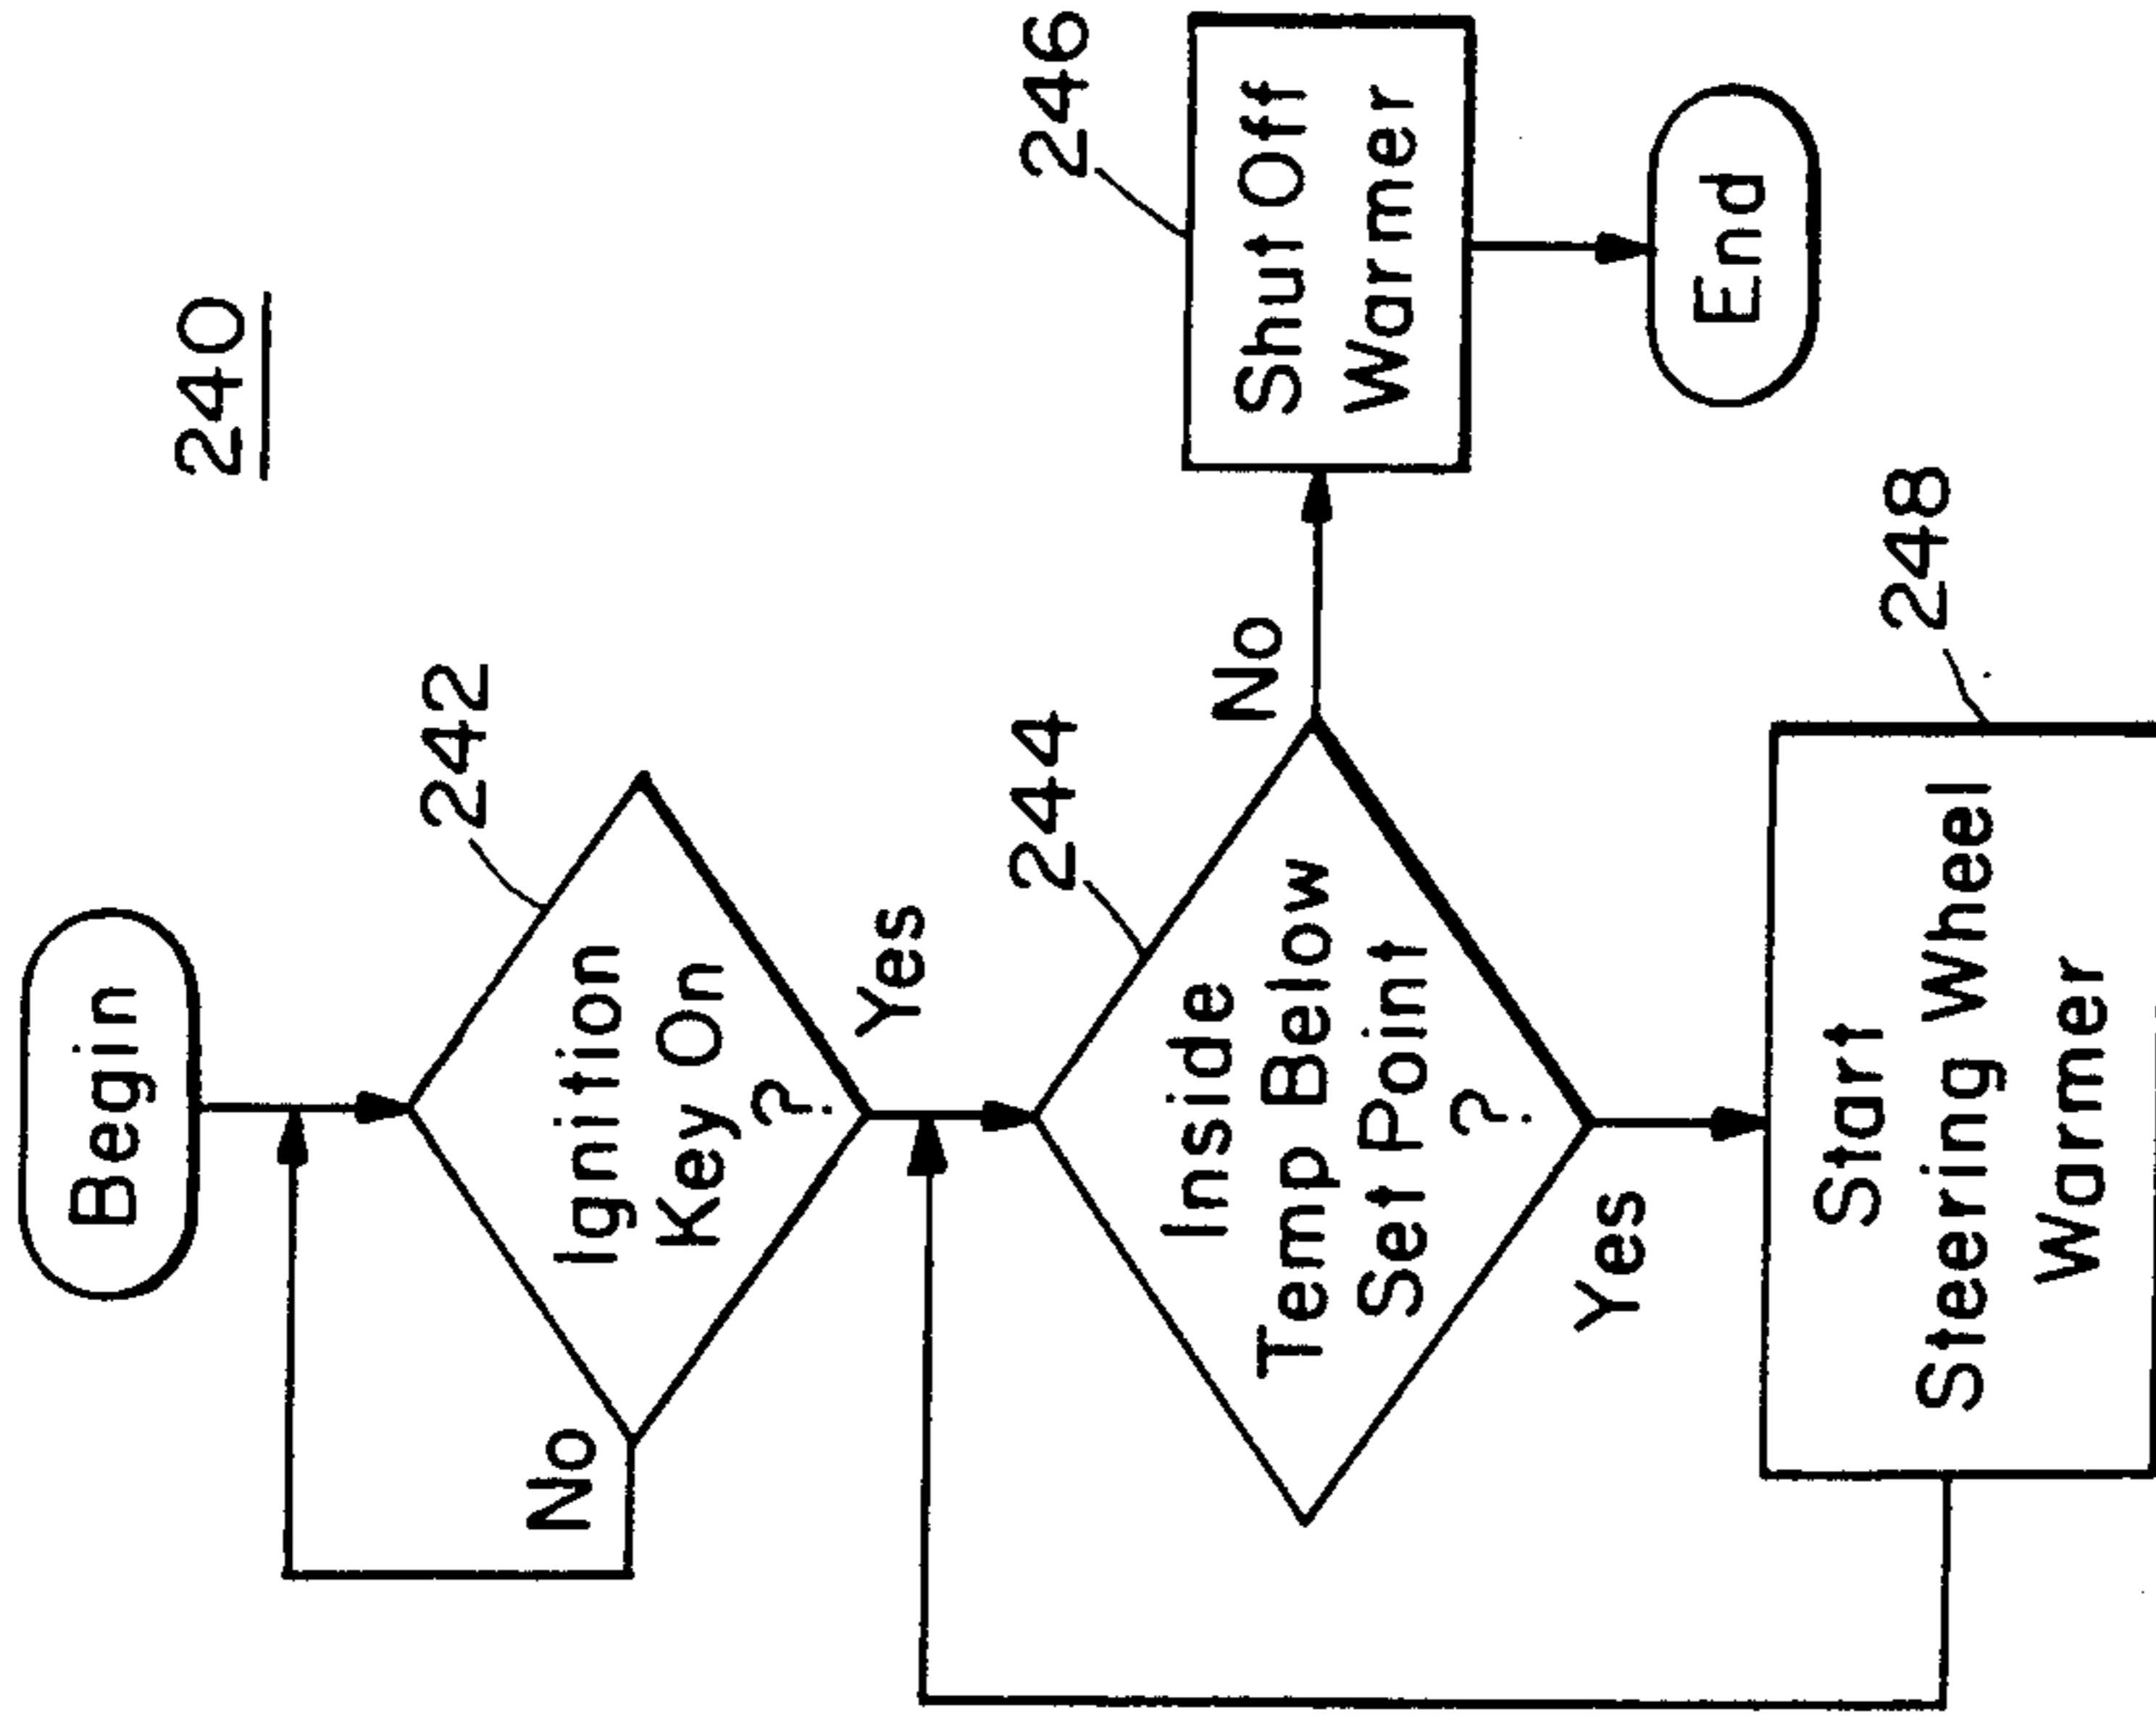 240
Begin
242
Ignition
Key On
?
No
Yes
244
Inside
Temp Below
Set Point
?
No
Yes
246
Shut Off
Warmer
End
248
Start
Steering Wheel
Warmer